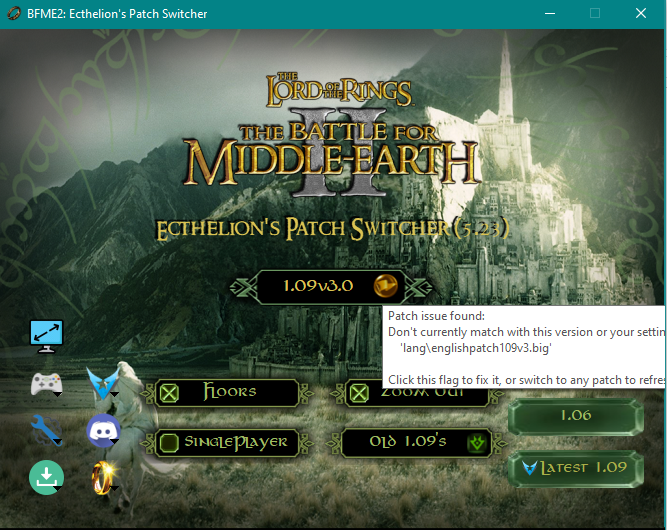 BFME2: Ecthelion's Patch Switcher
THE
LORD OF THE RINGS
II
THE BATTLE FOR
MIDDLE-EARTH
ECTHELION'S PATCH SWITCHER (5.23)
1.09v3.0
Patch issue found:
Don't currently match with this version or your settin
'lang\englishpatch109v3.big'
Click this flag to fix it, or switch to any patch to refre
Floors
Zoom Out
1.06
SinglePlayer
Old 1.09's
Latest 1.09